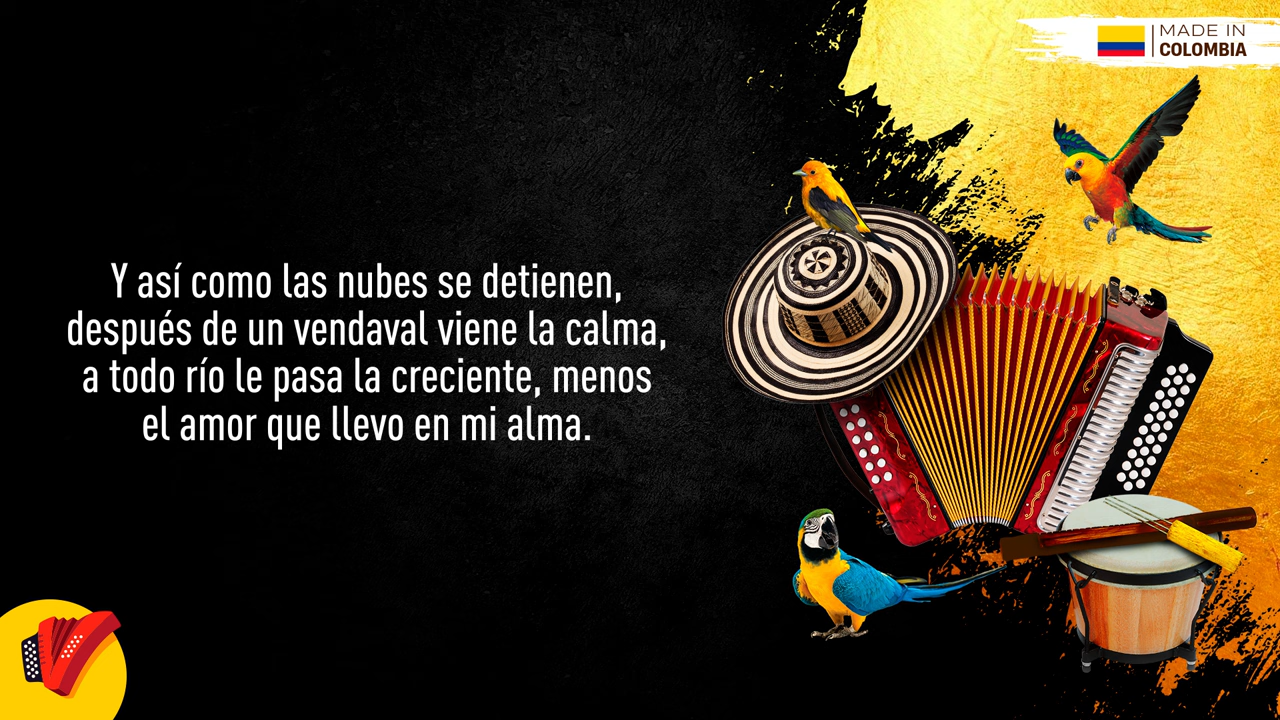 MADE IN
COLOMBIA
Y así como las nubes se detienen,
después de un vendaval viene la calma,
a todo río le pasa la creciente, menos
el amor que llevo en mi alma.